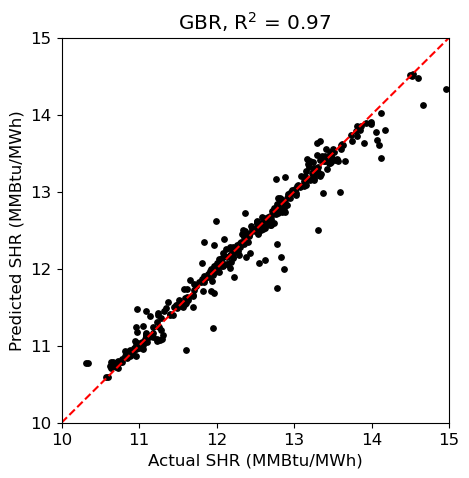 GBR, R² = 0.97
15
14
13
12
11
10
Predicted SHR (MMBtu/MWh)
10 11 12 13 14 15
Actual SHR (MMBtu/MWh)